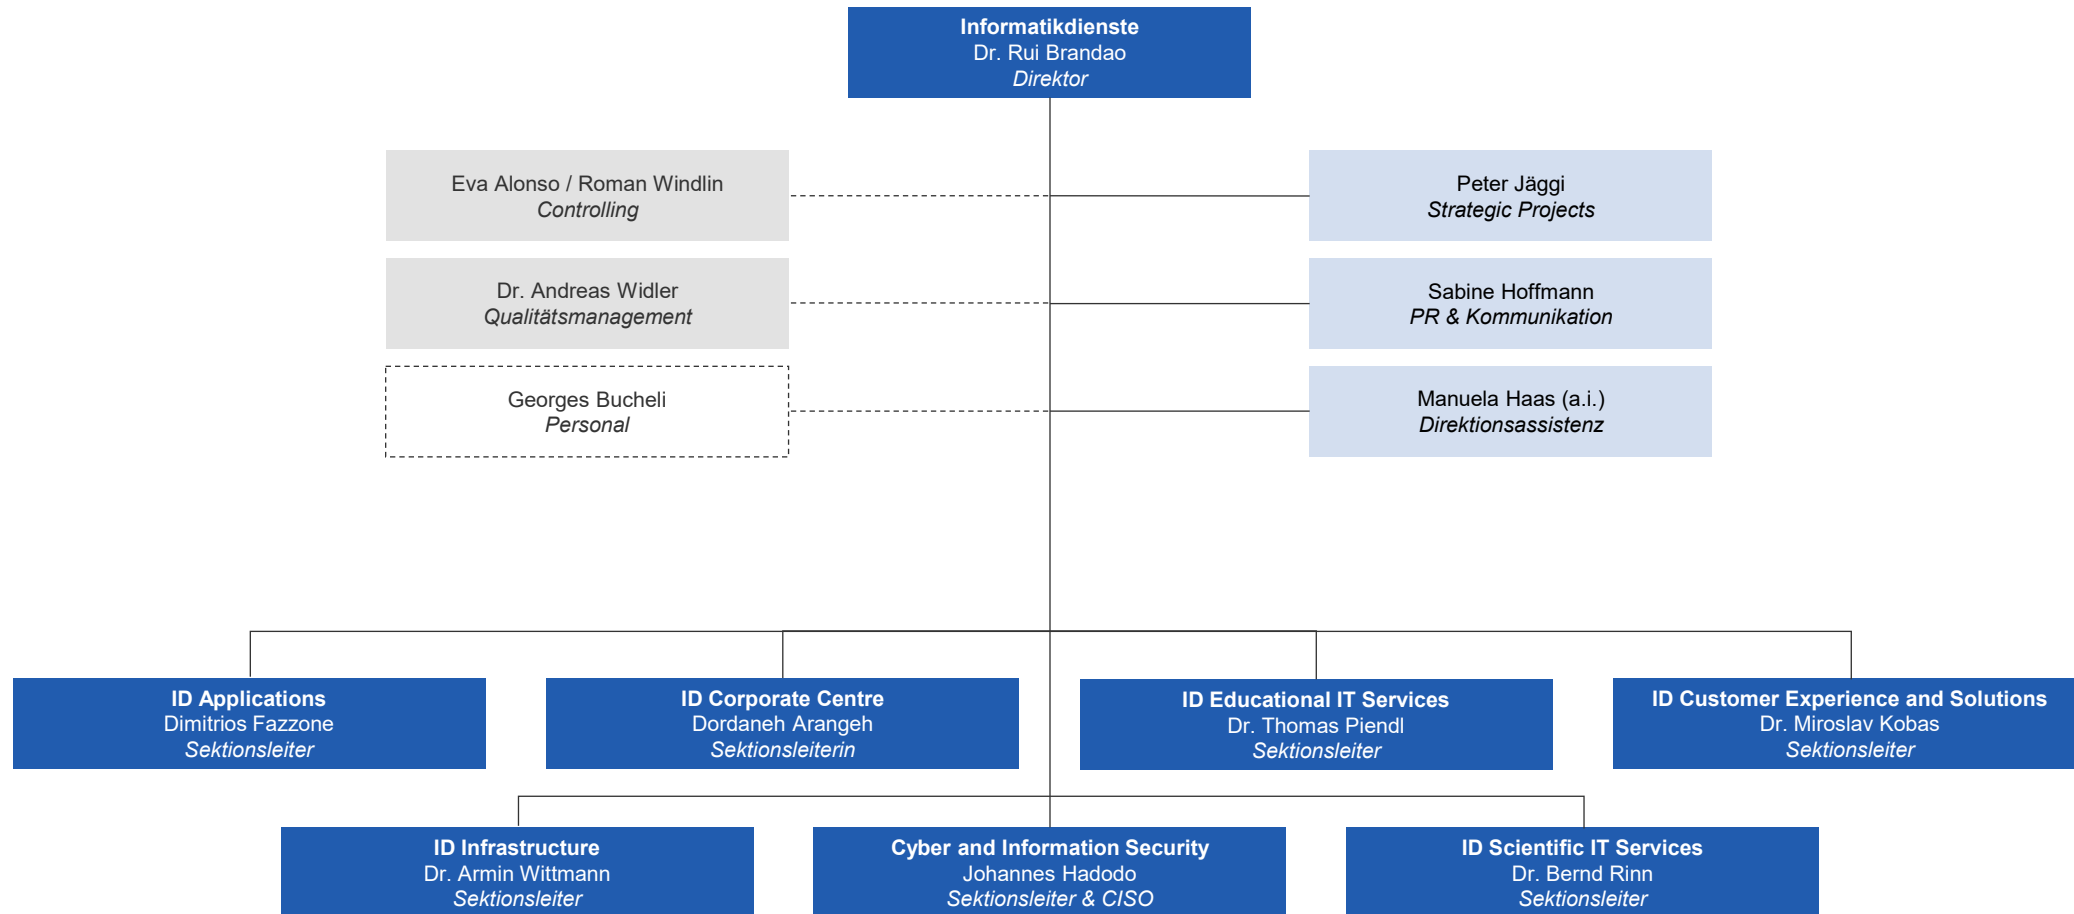 Informatikdienste
Dr. Rui Brandao
Direktor
Eva Alonso / Roman Windlin
Controlling
Peter Jäggi
Strategic Projects
Dr. Andreas Widler
Qualitätsmanagement
Sabine Hoffmann
PR & Kommunikation
Georges Bucheli
Personal
Manuela Haas (a.i.)
Direktionsassistenz
ID Applications
Dimitrios Fazzone
Sektionsleiter
ID Corporate Centre
Dordaneh Arangeh
Sektionsleiterin
ID Educational IT Services
Dr. Thomas Piendl
Sektionsleiter
ID Customer Experience and Solutions
Dr. Miroslav Kobas
Sektionsleiter
ID Infrastructure
Dr. Armin Wittmann
Sektionsleiter
Cyber and Information Security
Johannes Hadodo
Sektionsleiter & CISO
ID Scientific IT Services
Dr. Bernd Rinn
Sektionsleiter